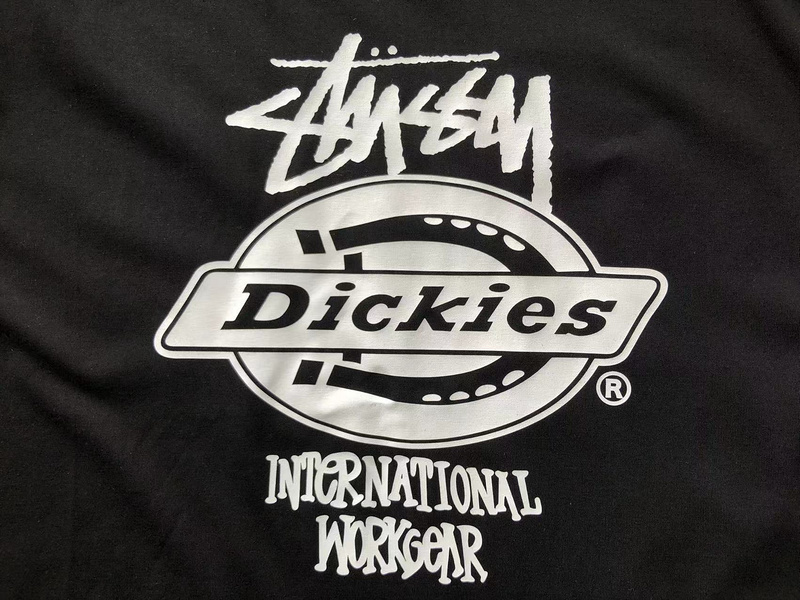 Stüssy
Dickies
®
INTERNATIONAL
WORKGEAR